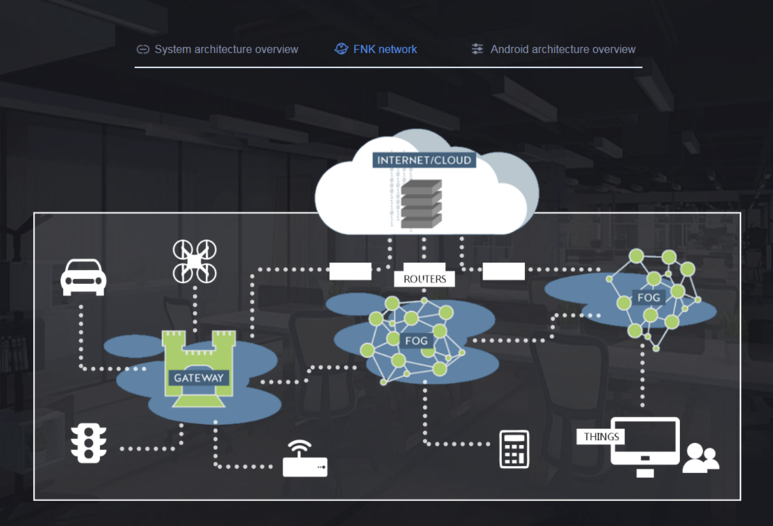 System architecture overview
FNK network
Android architecture overview
INTERNET/CLOUD
ROUTERS
FOG
FOG
GATEWAY
THINGS